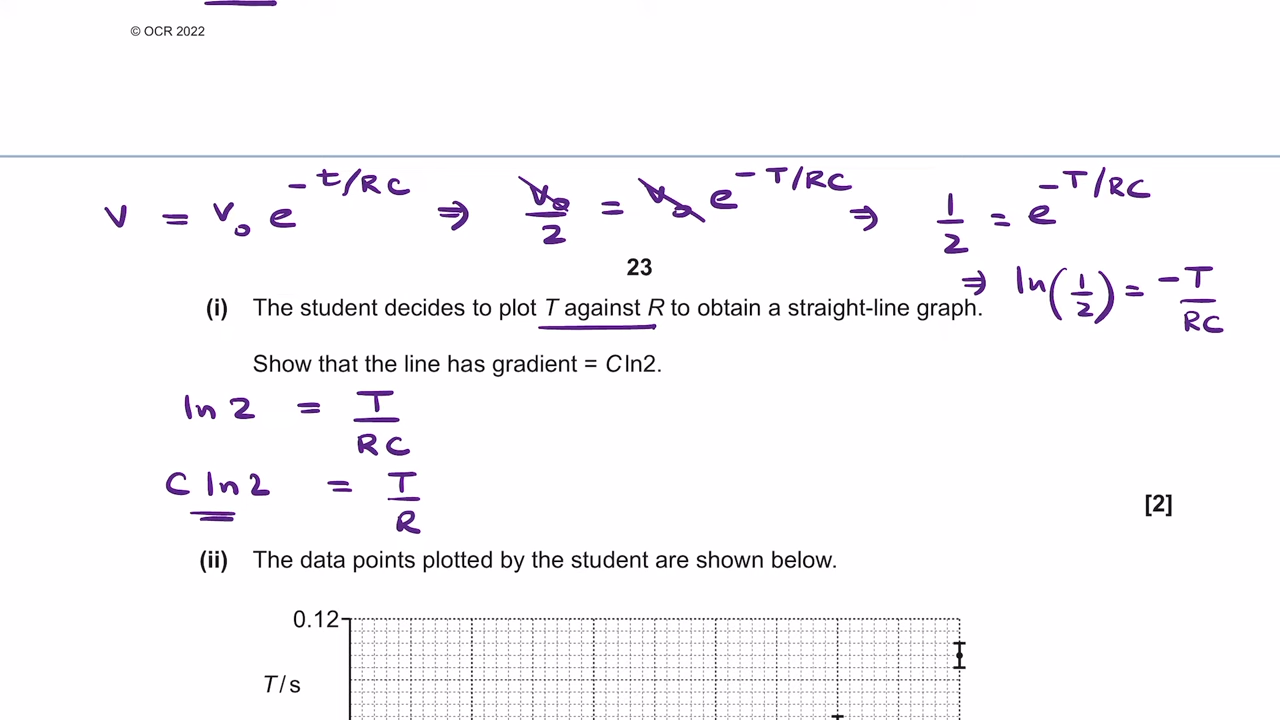 © OCR 2022
V = V₀ e^(-t/RC) ⇒ V₀/2 = V₀ e^(-T/RC) ⇒ 1/2 = e^(-T/RC)
23
⇒ ln(1/2) = -T/RC
(i) The student decides to plot T against R to obtain a straight-line graph.
Show that the line has gradient = C ln2.
ln 2 = T/RC
C ln 2 = T/R
[2]
(ii) The data points plotted by the student are shown below.
0.12
T/s